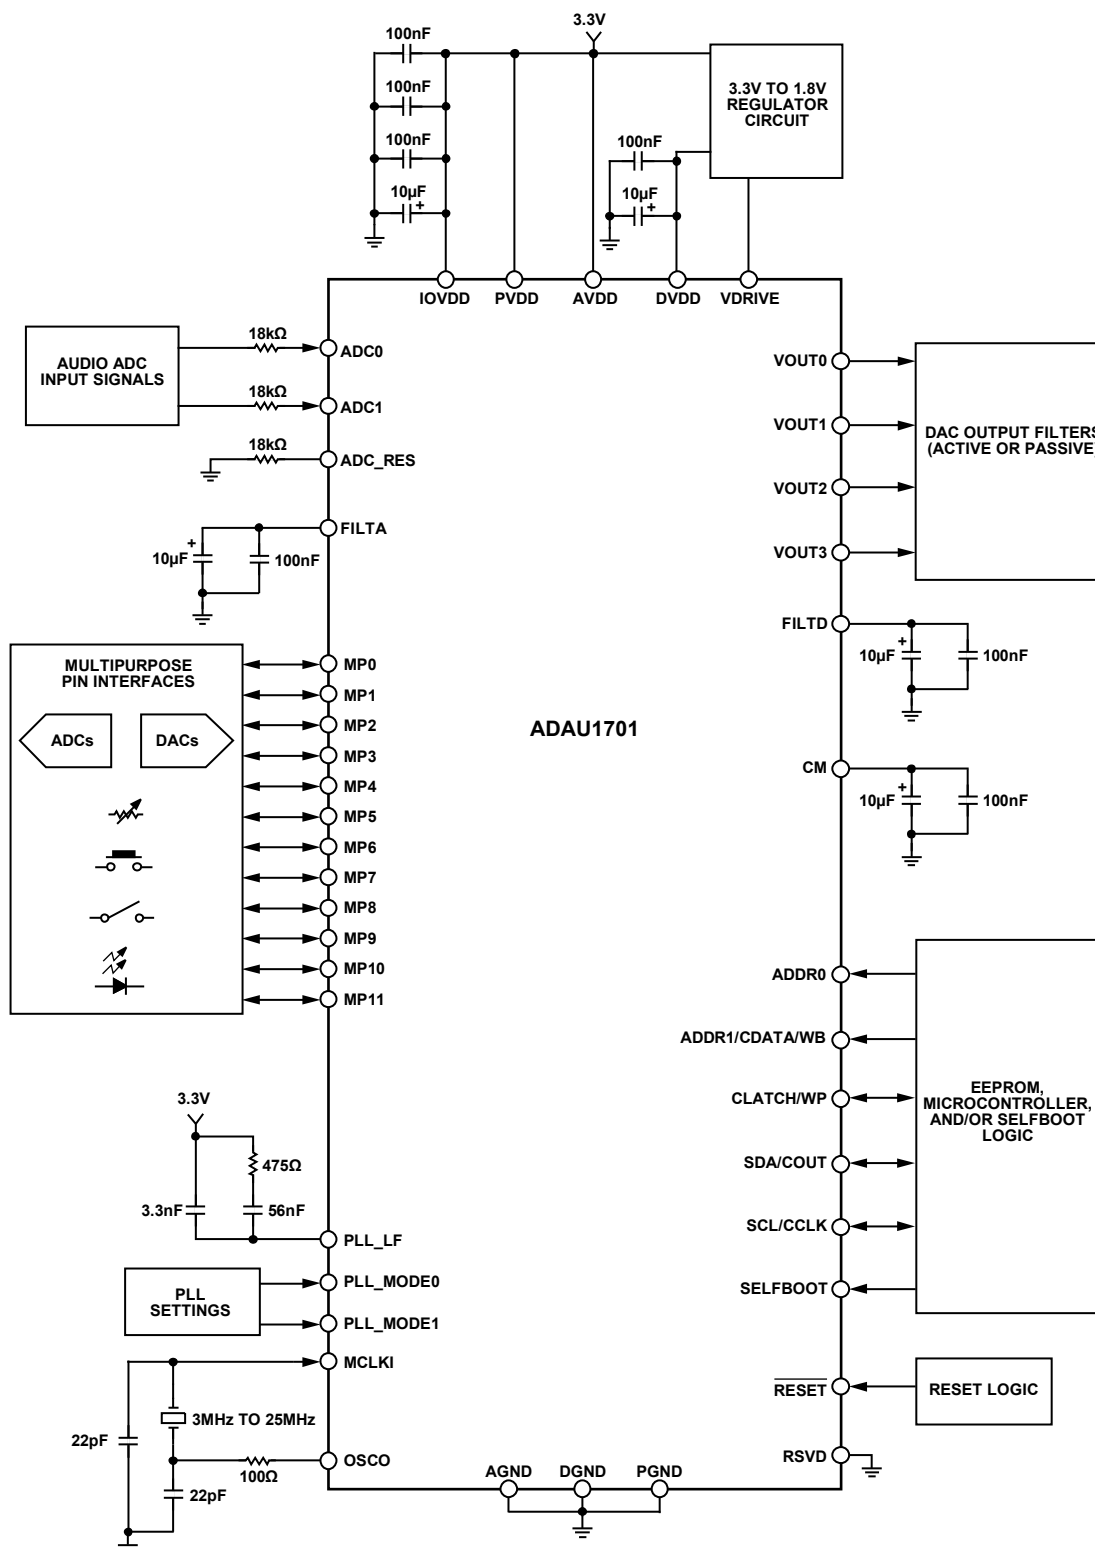 3.3V
100nF
100nF
100nF
10µF
+
3.3V TO 1.8V
REGULATOR
CIRCUIT
100nF
10µF
+
IOVDD
PVDD
AVDD
DVDD
VDRIVE
AUDIO ADC
INPUT SIGNALS
18kΩ
ADC0
18kΩ
ADC1
18kΩ
ADC_RES
FILTA
+
10µF
100nF
MULTIPURPOSE
PIN INTERFACES
ADCs
DACs
MP0
MP1
MP2
MP3
MP4
MP5
MP6
MP7
MP8
MP9
MP10
MP11
ADAU1701
VOUT0
VOUT1
VOUT2
VOUT3
DAC OUTPUT FILTERS
(ACTIVE OR PASSIVE)
FILTD
+
10µF
100nF
CM
+
10µF
100nF
ADDR0
ADDR1/CDATA/WB
CLATCH/WP
SDA/COUT
SCL/CCLK
SELFBOOT
EEPROM,
MICROCONTROLLER,
AND/OR SELFBOOT
LOGIC
RESET
RESET LOGIC
RSVD
3.3V
475Ω
3.3nF
56nF
PLL_LF
PLL
SETTINGS
PLL_MODE0
PLL_MODE1
MCLKI
3MHz TO 25MHz
22pF
OSCO
100Ω
22pF
AGND
DGND
PGND